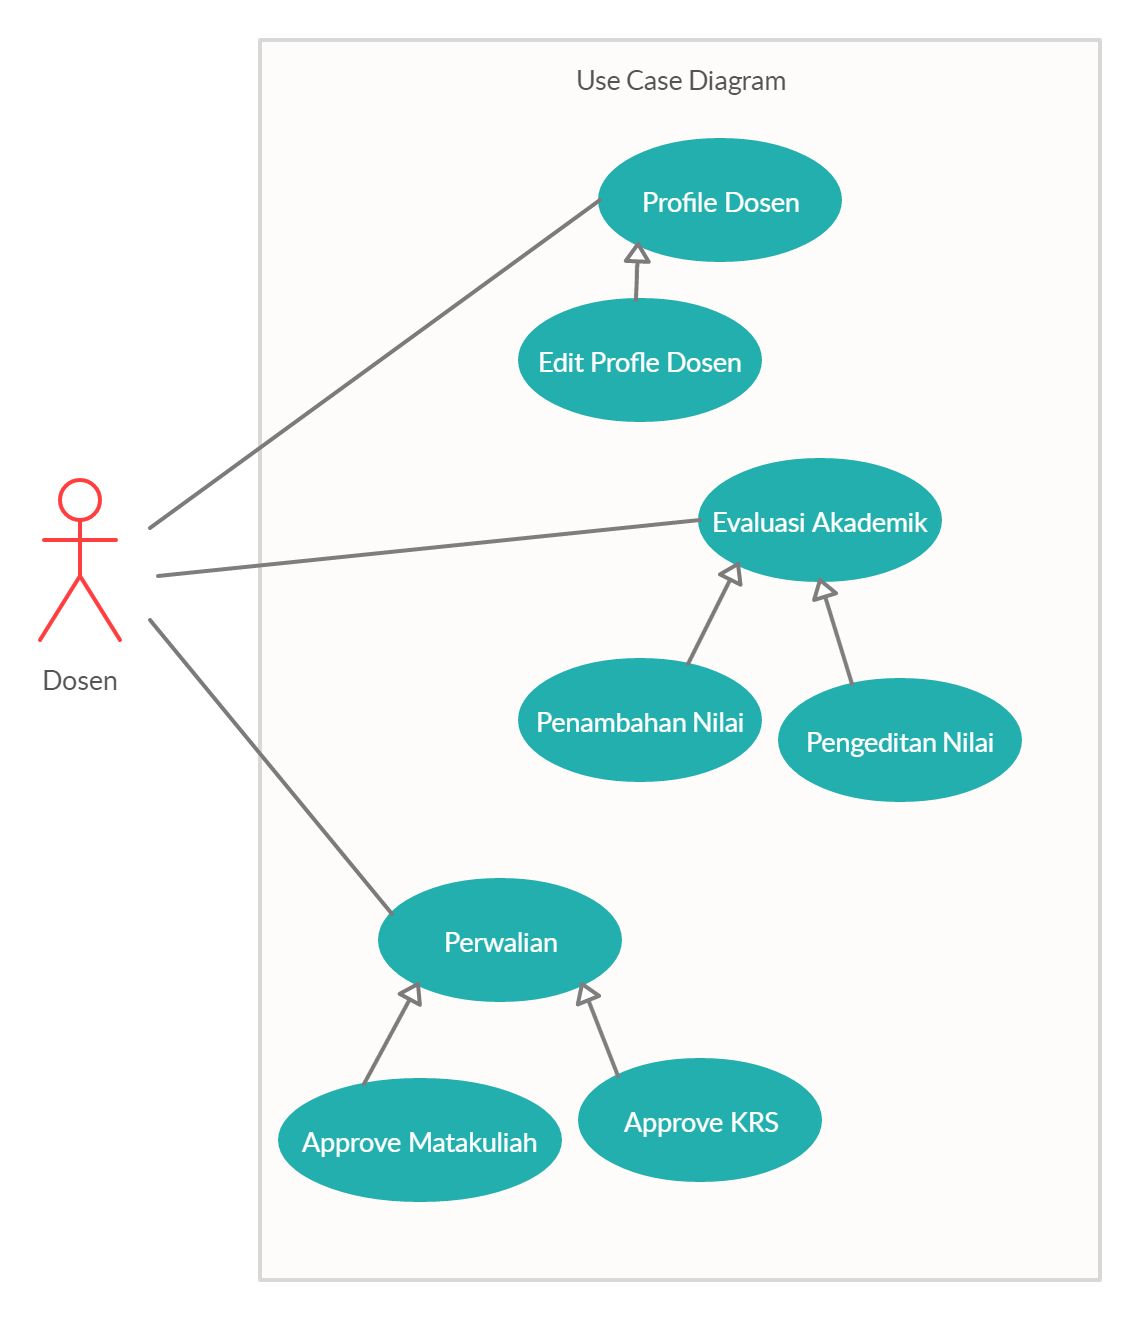 Use Case Diagram
Profile Dosen
Edit Profle Dosen
Evaluasi Akademik
Dosen
Penambahan Nilai
Pengeditan Nilai
Perwalian
Approve Matakuliah
Approve KRS